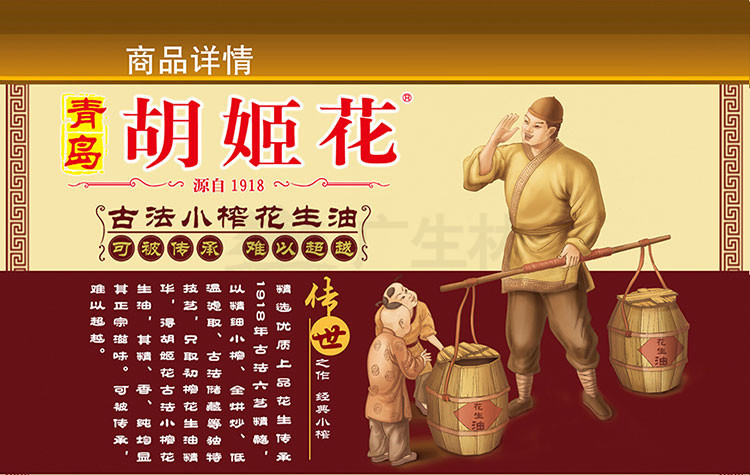 商品详情
青岛
胡姬花®
源自1918
古法小榨花生油
可被传承 难以超越
传世之作 经典小榨
精选优质上品花生传承
1918年古法六艺精髓，
以精细小榨、全烘炒、低
温滤取、古法储藏等独特
技艺，只取初榨花生油精
华，得胡姬花古法小榨花
生油，其精、香、纯均显
其正宗滋味。可被传承，
难以超越。
花生油
花生油